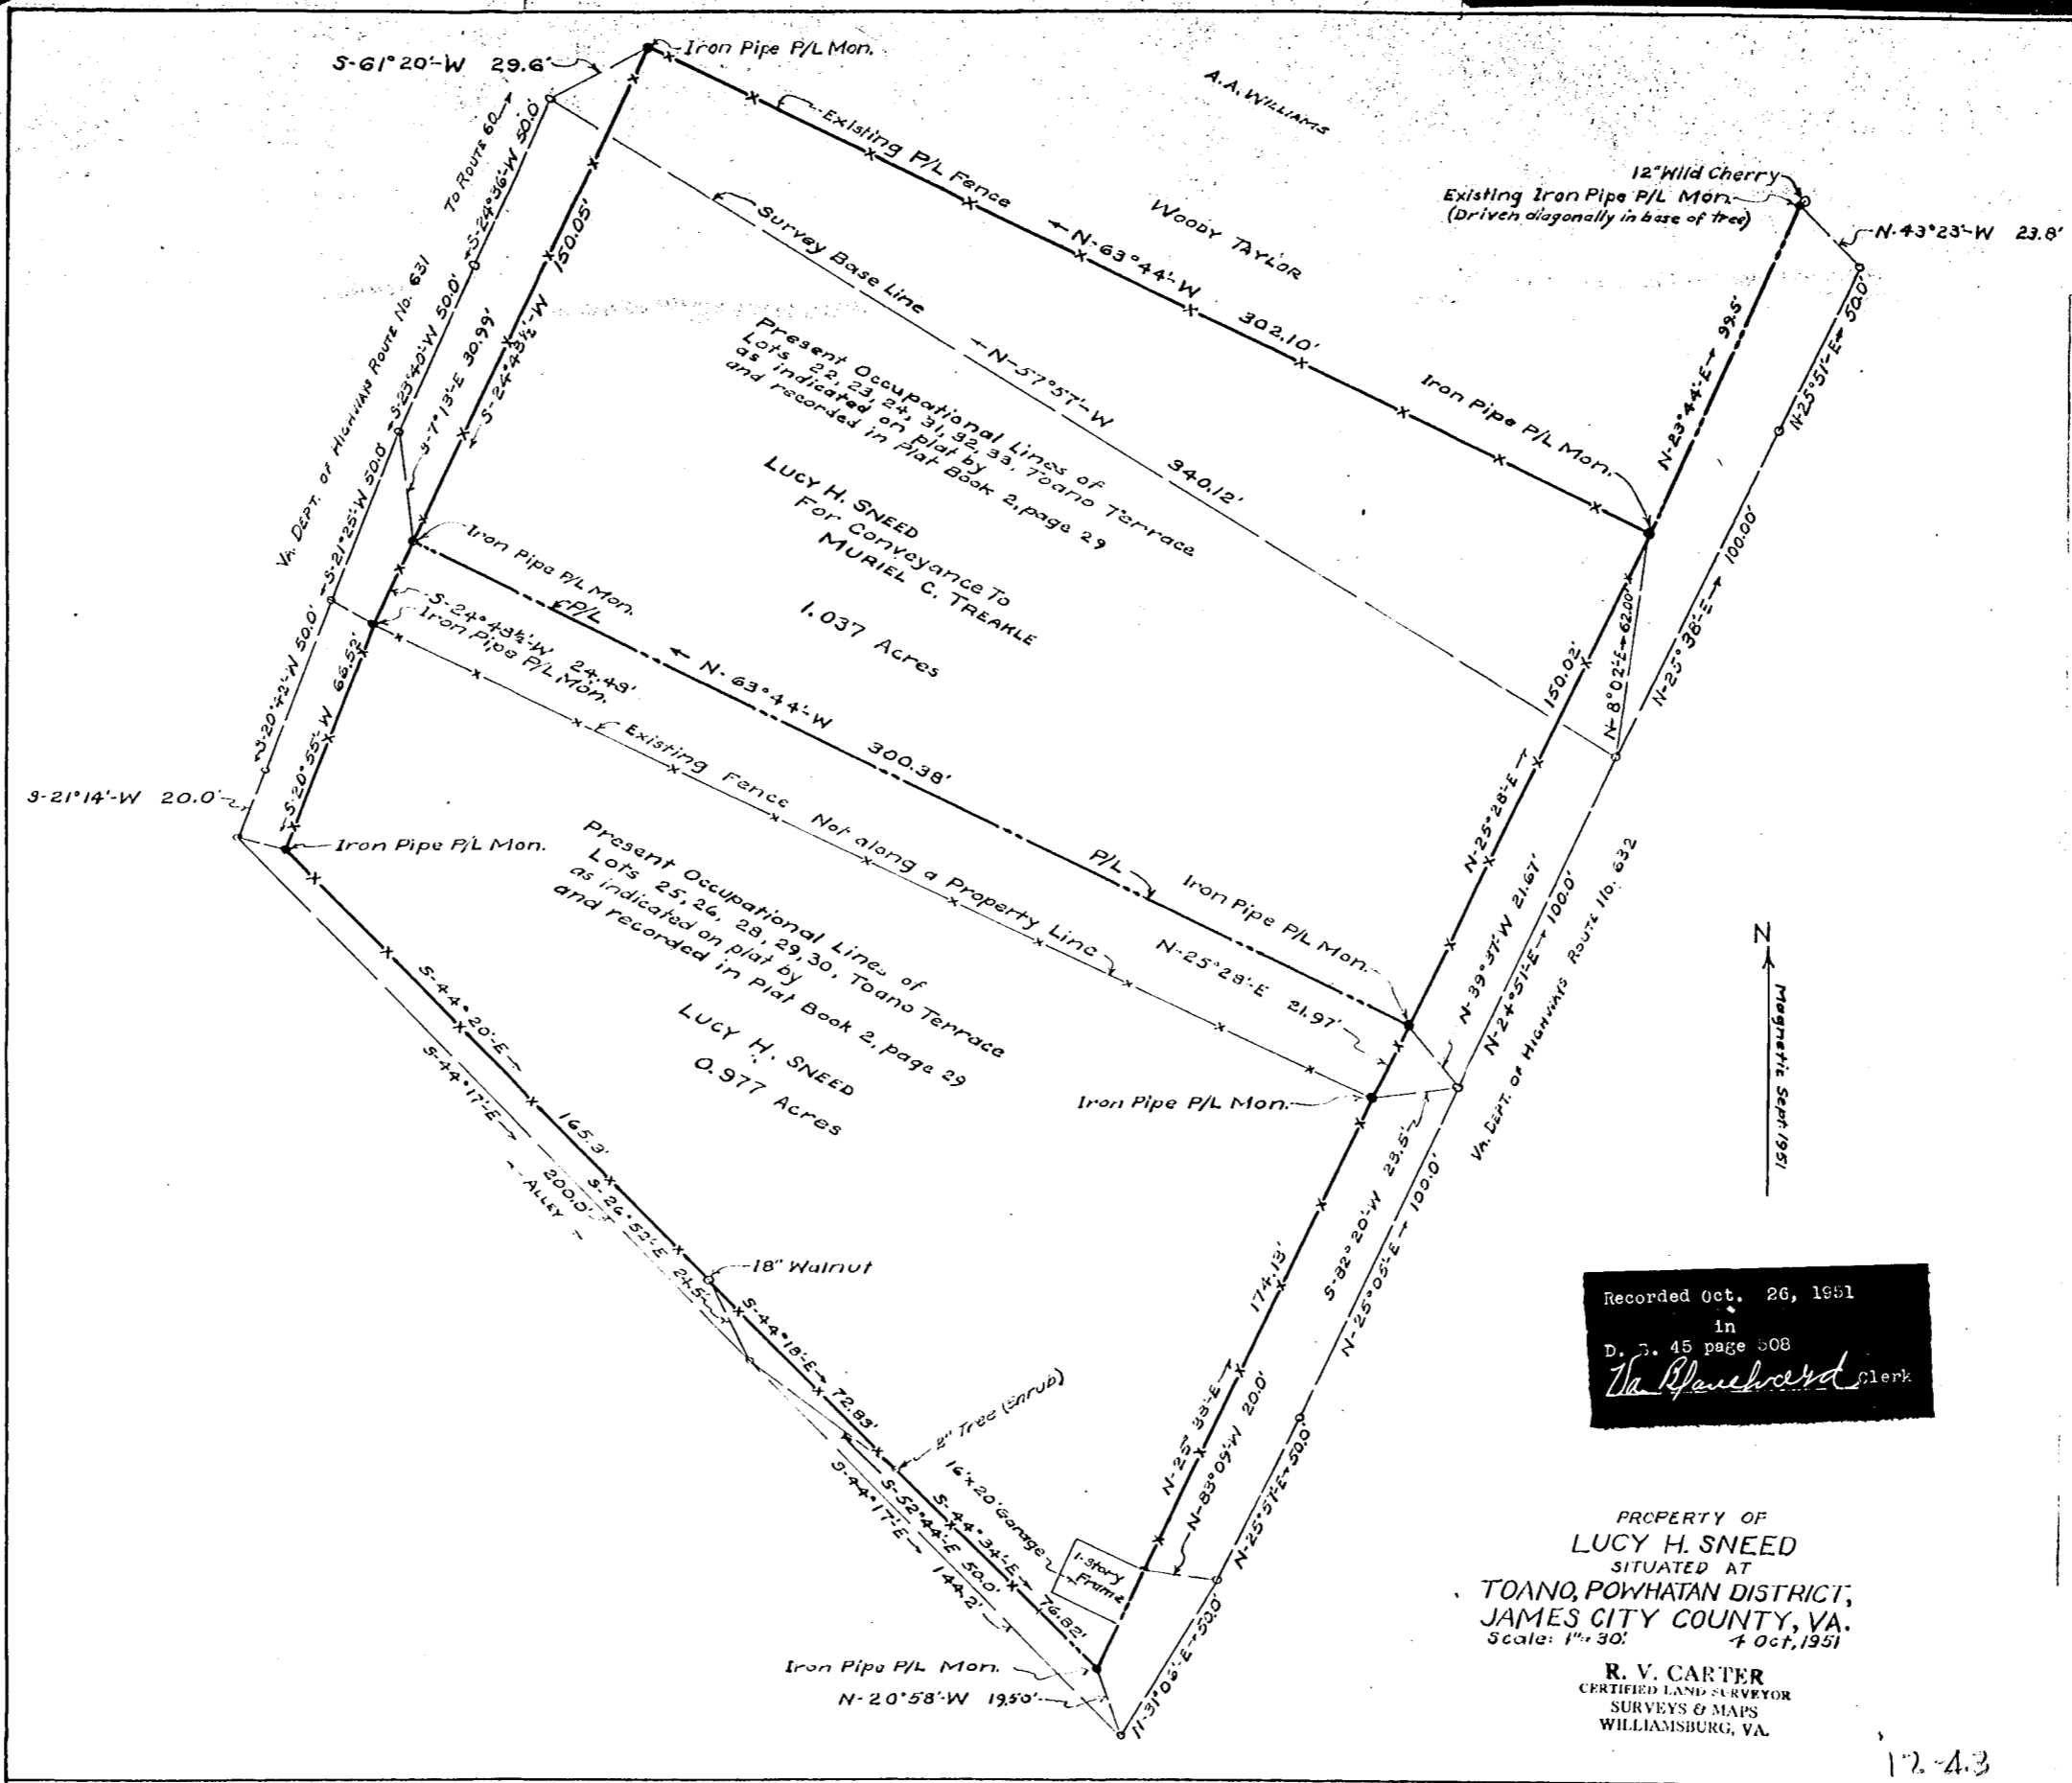 S-61°20'-W 29.6'
Iron Pipe P/L Mon.
A.A. WILLIAMS
Existing P/L Fence
WOODY TAYLOR
N-63°44'-W 302.10'
12" Wild Cherry
Existing Iron Pipe P/L Mon.
(Driven diagonally in base of tree)
N-43°23'-W 23.8'
N-25°51'-E 50.0'
N-23°44'-E 99.5'
Iron Pipe P/L Mon.
To Route 60
VA. DEPT. OF HIGHWAYS ROUTE No. 631
S-24°36'-W 50.0'
S-23°40'-W 50.0'
S-21°25'-W 50.0'
S-20°42'-W 50.0'
S-21°14'-W 20.0'
150.05'
S-24°43½'-W
S-7°13'-E 30.99'
Survey Base Line
N-57°57'-W 340.12'
Present Occupational Lines of
Lots 22, 23, 24, 31, 32, 33, Toano Terrace
as indicated on plat by
and recorded in Plat Book 2, page 29
LUCY H. SNEED
For Conveyance To
MURIEL C. TREAKLE
1.037 Acres
Iron Pipe P/L Mon.
P/L
S-24°43½'-W 24.49'
Iron Pipe P/L Mon.
N-63°44'-W 300.38'
P/L
Iron Pipe P/L Mon.
S-20°55'-W 66.52'
Iron Pipe P/L Mon.
Existing Fence Not along a Property Line
N-25°28'-E 21.97'
150.02'
N-25°28'-E
N-8°02'-E 62.00'
N-25°38'-E 100.00'
N-39°37'-W 21.67'
N-24°51'-E 100.0'
VA. DEPT. OF HIGHWAYS ROUTE No. 632
Present Occupational Lines of
Lots 25, 26, 28, 29, 30, Toano Terrace
as indicated on plat by
and recorded in Plat Book 2, page 29
LUCY H. SNEED
0.977 Acres
Iron Pipe P/L Mon.
S-82°20'-W 23.5'
N-25°05'-E 100.0'
N
Magnetic Sept 1951
S-44°20'-E
165.3'
S-44°17'-E
200.0'
- ALLEY -
S-26°52'-E 24.5'
18" Walnut
S-44°18'-E 72.83'
8" Tree (Shrub)
S-44°17'-E 144.2'
S-52°44'-E 50.0'
S-44°34'-E 76.82'
16'x20' Garage
1-Story
Frame
174.13'
N-25°33'-E
N-83°09'-W 20.0'
N-25°57'-E 50.0'
N-31°06'-E 50.0'
Iron Pipe P/L Mon.
N-20°58'-W 19.50'
Recorded Oct. 26, 1951
in
D. B. 45 page 508
Clerk
PROPERTY OF
LUCY H. SNEED
SITUATED AT
TOANO, POWHATAN DISTRICT,
JAMES CITY COUNTY, VA.
Scale: 1"=30' 4 Oct, 1951
R. V. CARTER
CERTIFIED LAND SURVEYOR
SURVEYS & MAPS
WILLIAMSBURG, VA.
12-43